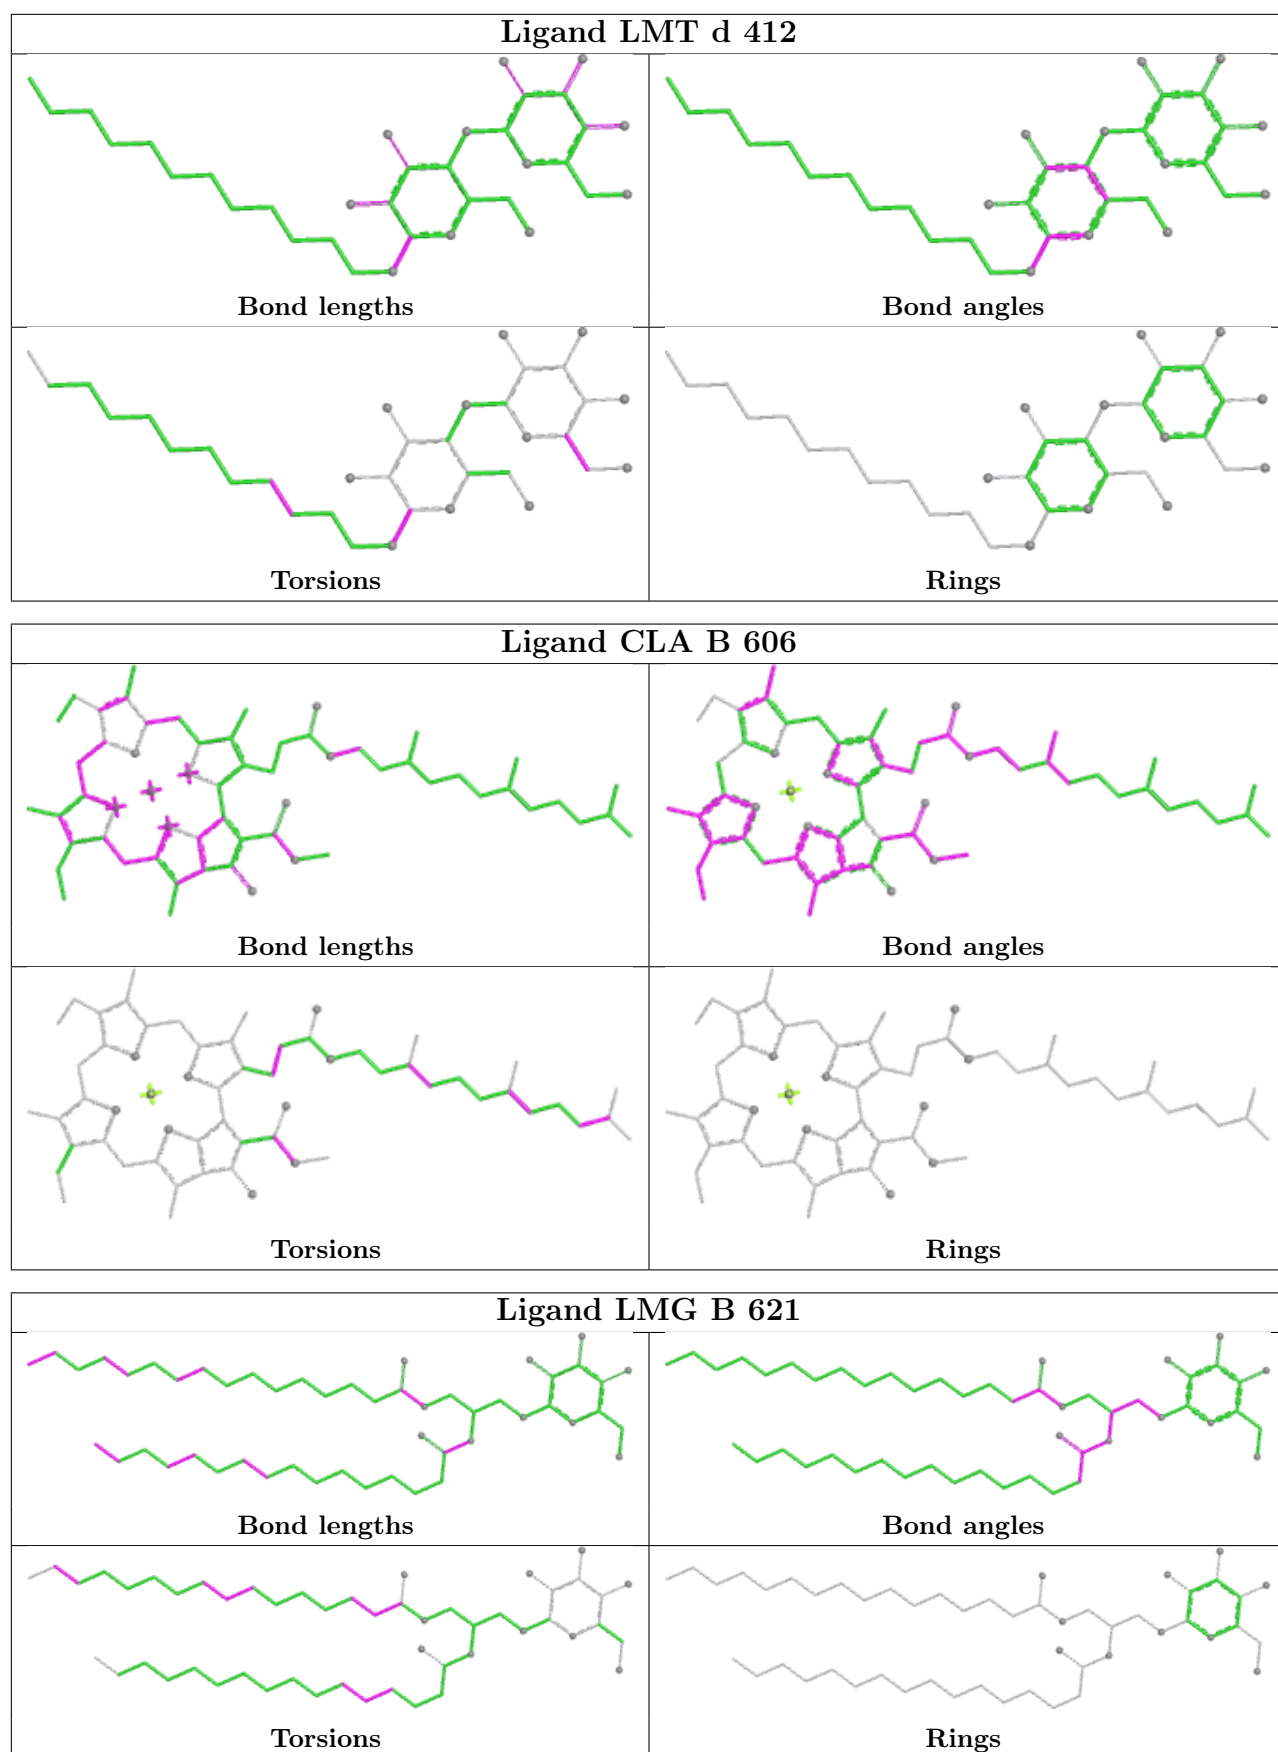 Ligand LMT d 412
Bond lengths
Bond angles
Torsions
Rings
Ligand CLA B 606
Bond lengths
Bond angles
Torsions
Rings
Ligand LMG B 621
Bond lengths
Bond angles
Torsions
Rings